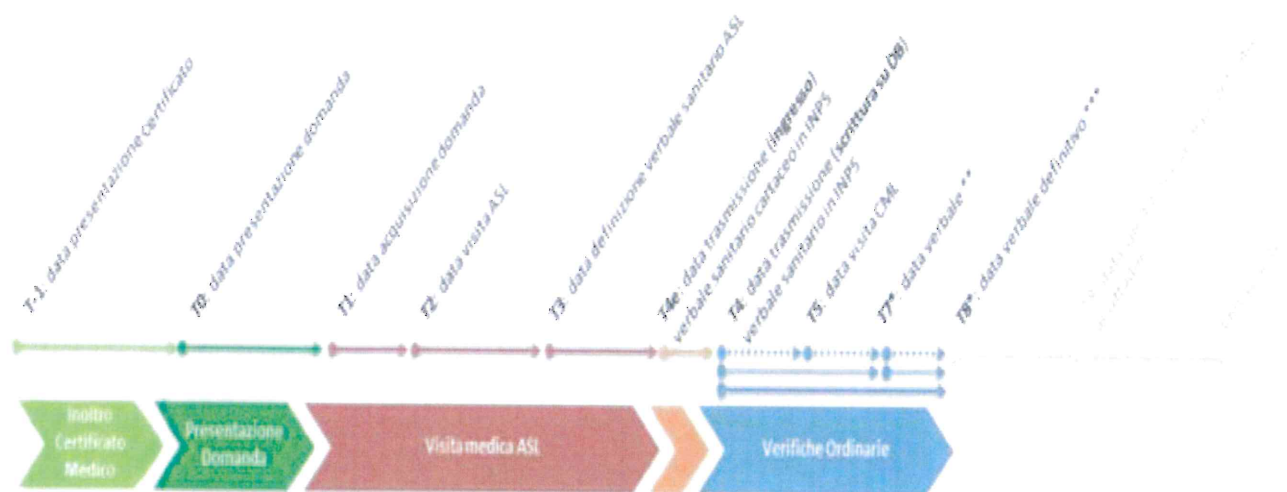 T-1: data presentazione certificato
T0: data presentazione domanda
T1: data acquisizione domanda
T2: data visita ASL
T3: data definizione verbale sanitario ASL
T4e: data trasmissione (ingresso)
verbale sanitario cartaceo in INPS
T4: data trasmissione (scrittura su DB)
verbale sanitario in INPS
T5: data visita CML
T7*: data verbale **
T8*: data verbale definitivo ***
Inoltro
Certificato
Medico
Presentazione
Domanda
Visita medica ASL
Verifiche Ordinarie